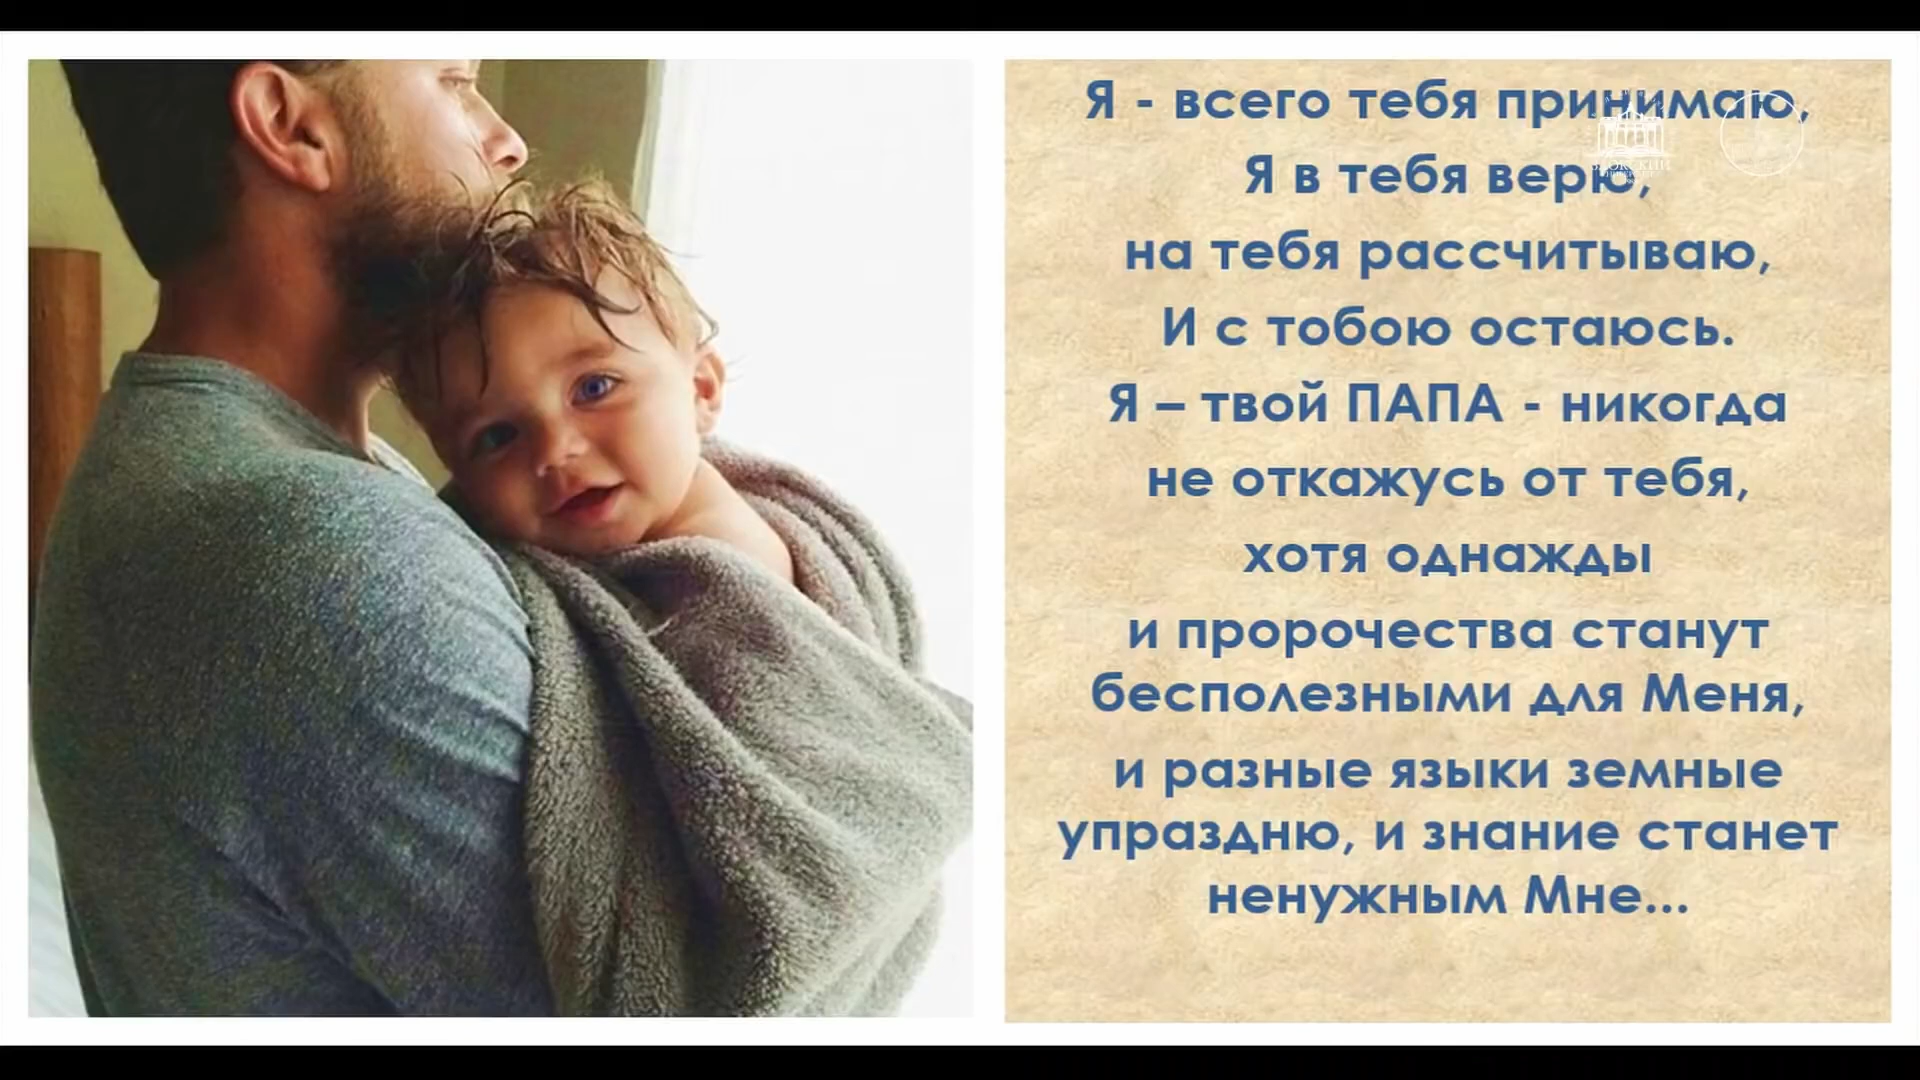 Я - всего тебя принимаю,
Я в тебя верю,
на тебя рассчитываю,
И с тобою остаюсь.
Я – твой ПАПА - никогда
не откажусь от тебя,
хотя однажды
и пророчества станут
бесполезными для Меня,
и разные языки земные
упраздню, и знание станет
ненужным Мне...